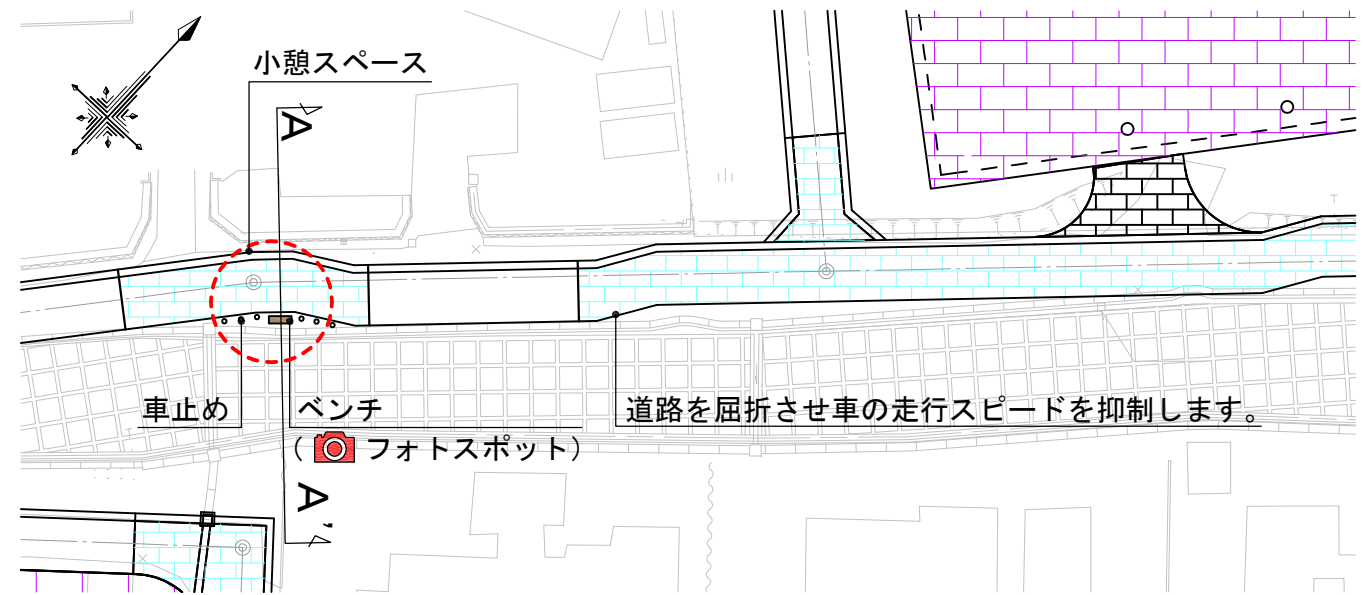 小憩スペース
A
車止め
ベンチ
(フォトスポット)
道路を屈折させ車の走行スピードを抑制します。
A'